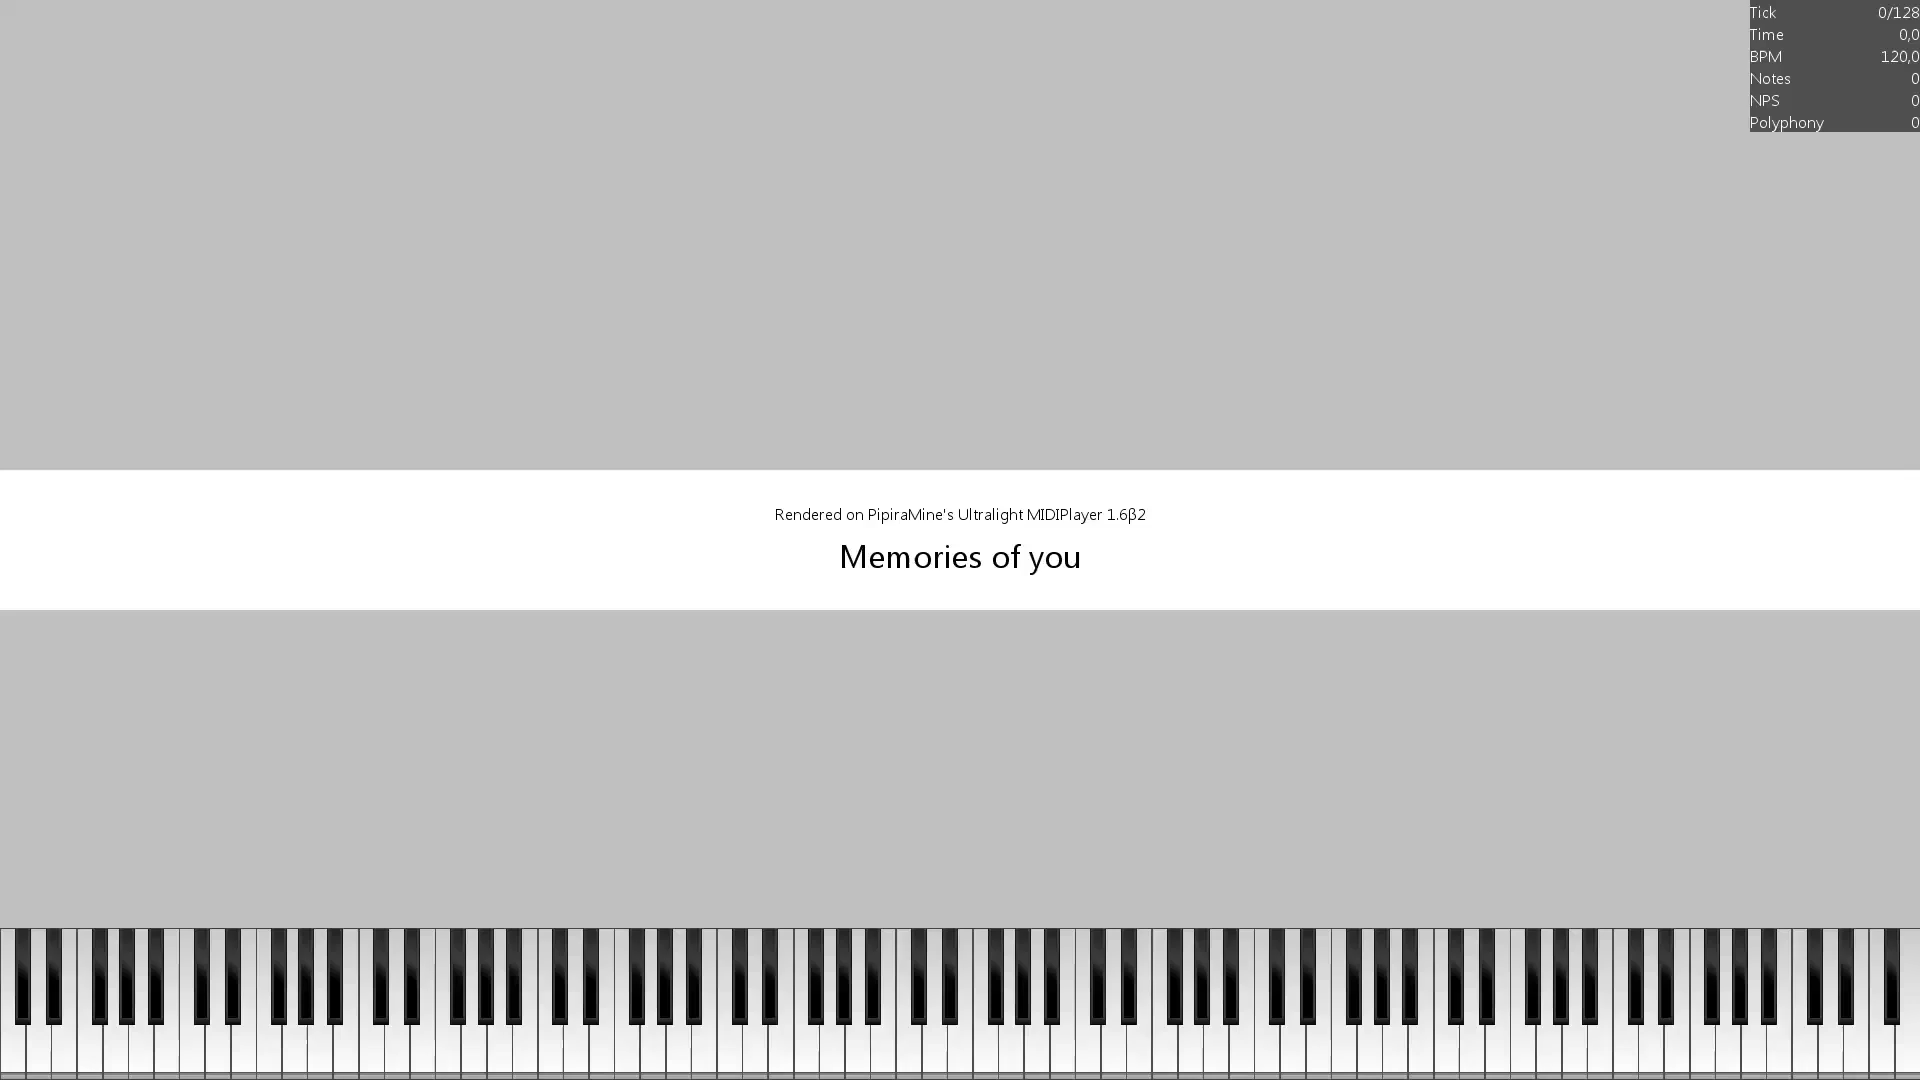 Tick 0/128
Time 0,0
BPM 120,0
Notes 0
NPS 0
Polyphony 0
Rendered on PipiraMine's Ultralight MIDIPlayer 1.6β2
Memories of you